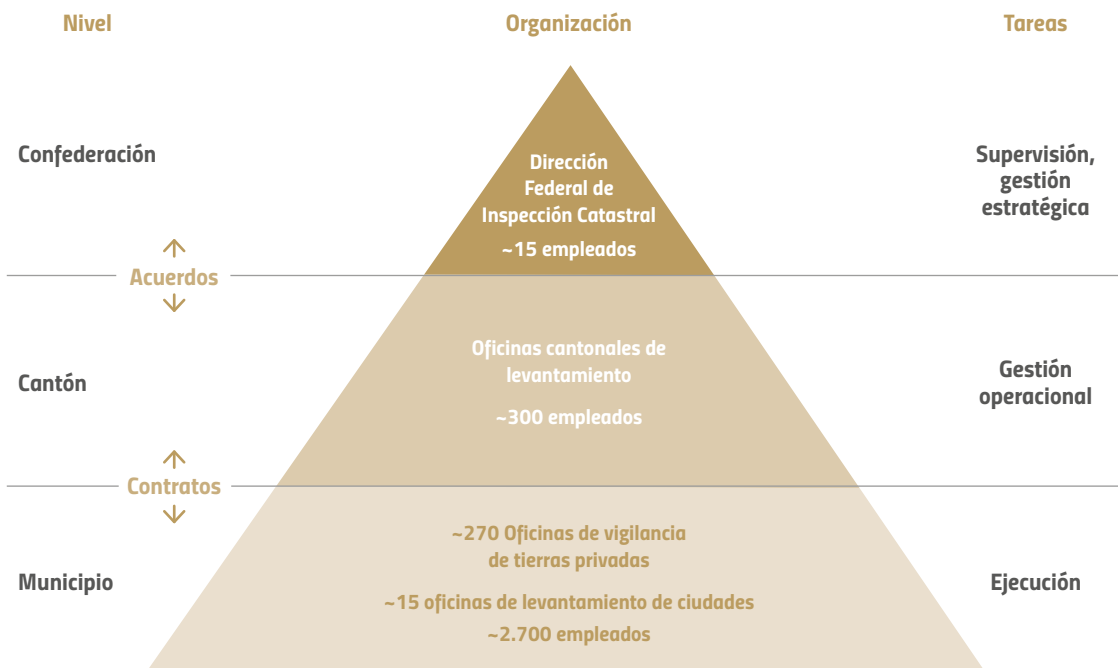 Nivel
Organización
Tareas
Confederación
Dirección
Federal de
Inspección Catastral
~15 empleados
Supervisión,
gestión
estratégica
Acuerdos
Cantón
Oficinas cantonales de
levantamiento
~300 empleados
Gestión
operacional
Contratos
Municipio
~270 Oficinas de vigilancia
de tierras privadas
~15 oficinas de levantamiento de ciudades
~2.700 empleados
Ejecución